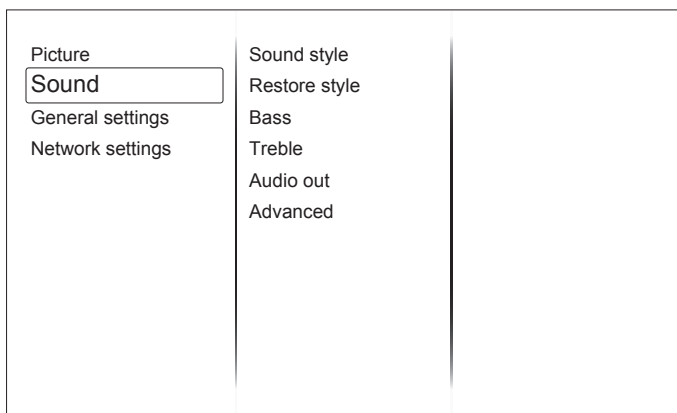 Picture
Sound
General settings
Network settings
Sound style
Restore style
Bass
Treble
Audio out
Advanced